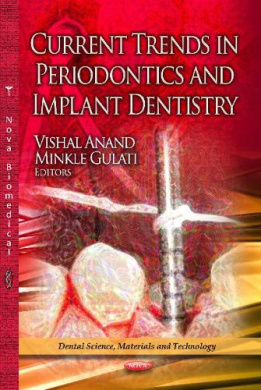 CURRENT TRENDS IN
PERIODONTICS AND
IMPLANT DENTISTRY
VISHAL ANAND
MINKLE GULATI
EDITORS
Nova Biomedical
Dental Science, Materials and Technology
NOVA